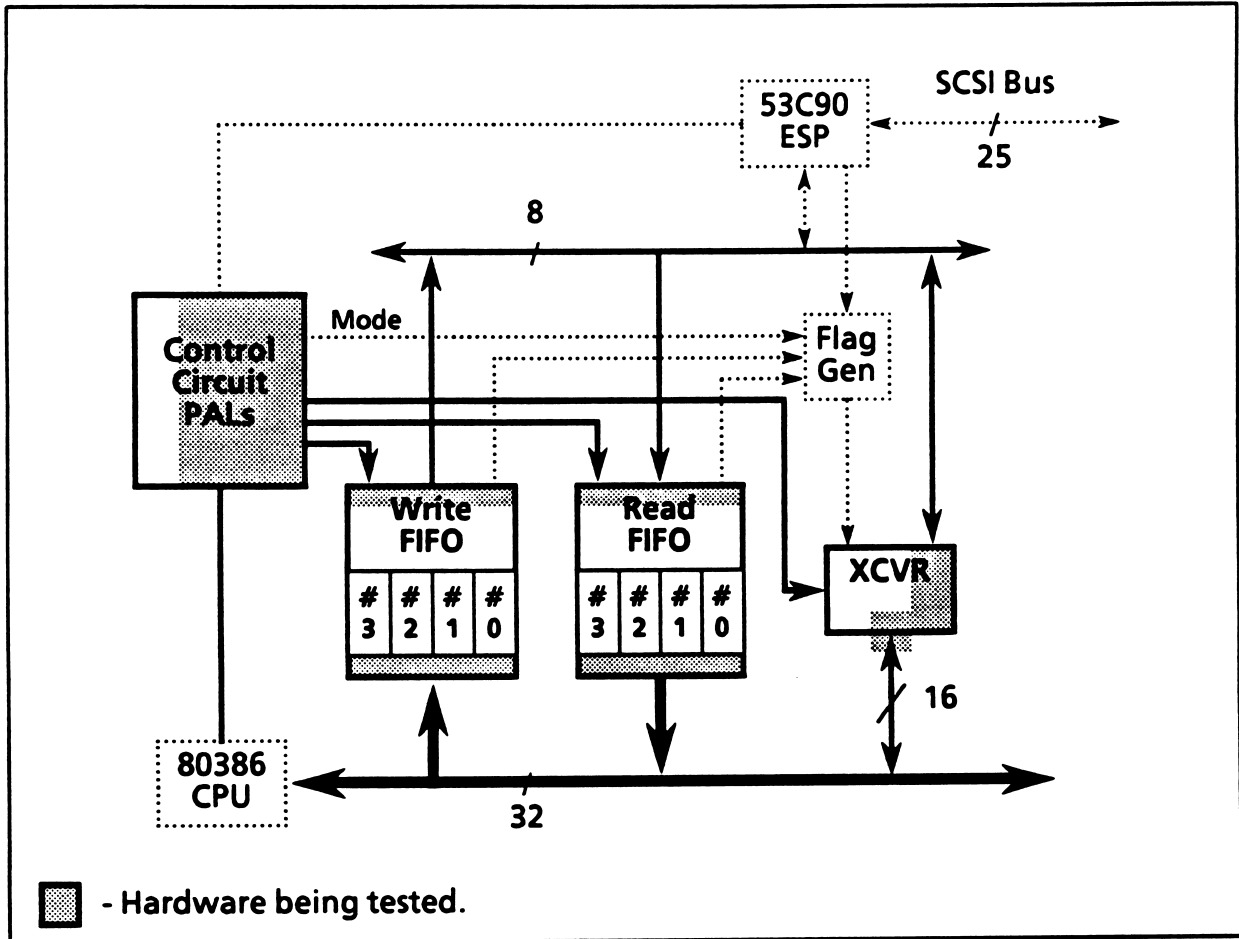 53C90
ESP
SCSI Bus
25
8
Control
Circuit
PALs
Mode
Flag
Gen
Write
FIFO
#
3
#
2
#
1
#
0
Read
FIFO
#
3
#
2
#
1
#
0
XCVR
16
80386
CPU
32
- Hardware being tested.